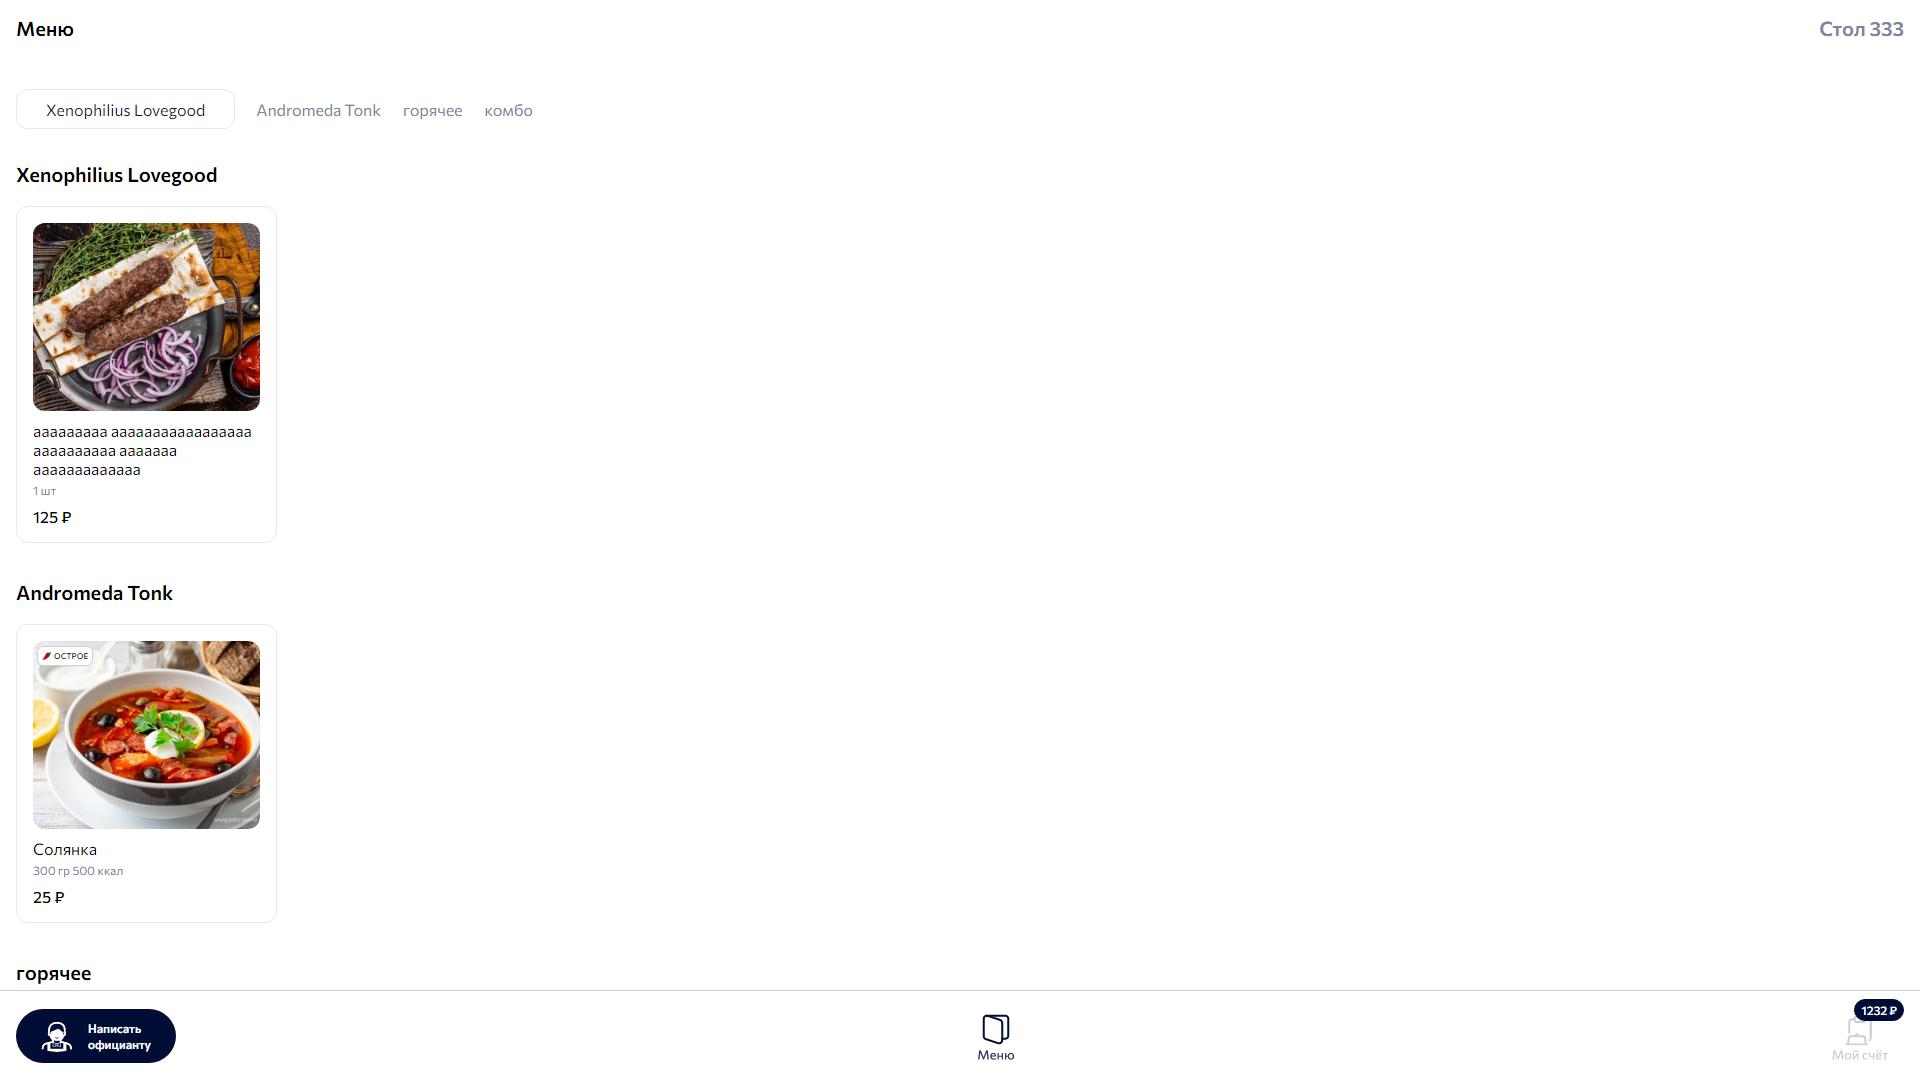 Меню
Стол 333
Xenophilius Lovegood
Andromeda Tonk
горячее
комбо
Xenophilius Lovegood
ааааааааа ааааааааааааааааа
аааааааааа ааааааа
ааааааааааааа
1 шт
125 ₽
Andromeda Tonk
ОСТРОЕ
Солянка
300 гр 500 ккал
25 ₽
горячее
Написать
официанту
Меню
1232 ₽
Мой счёт